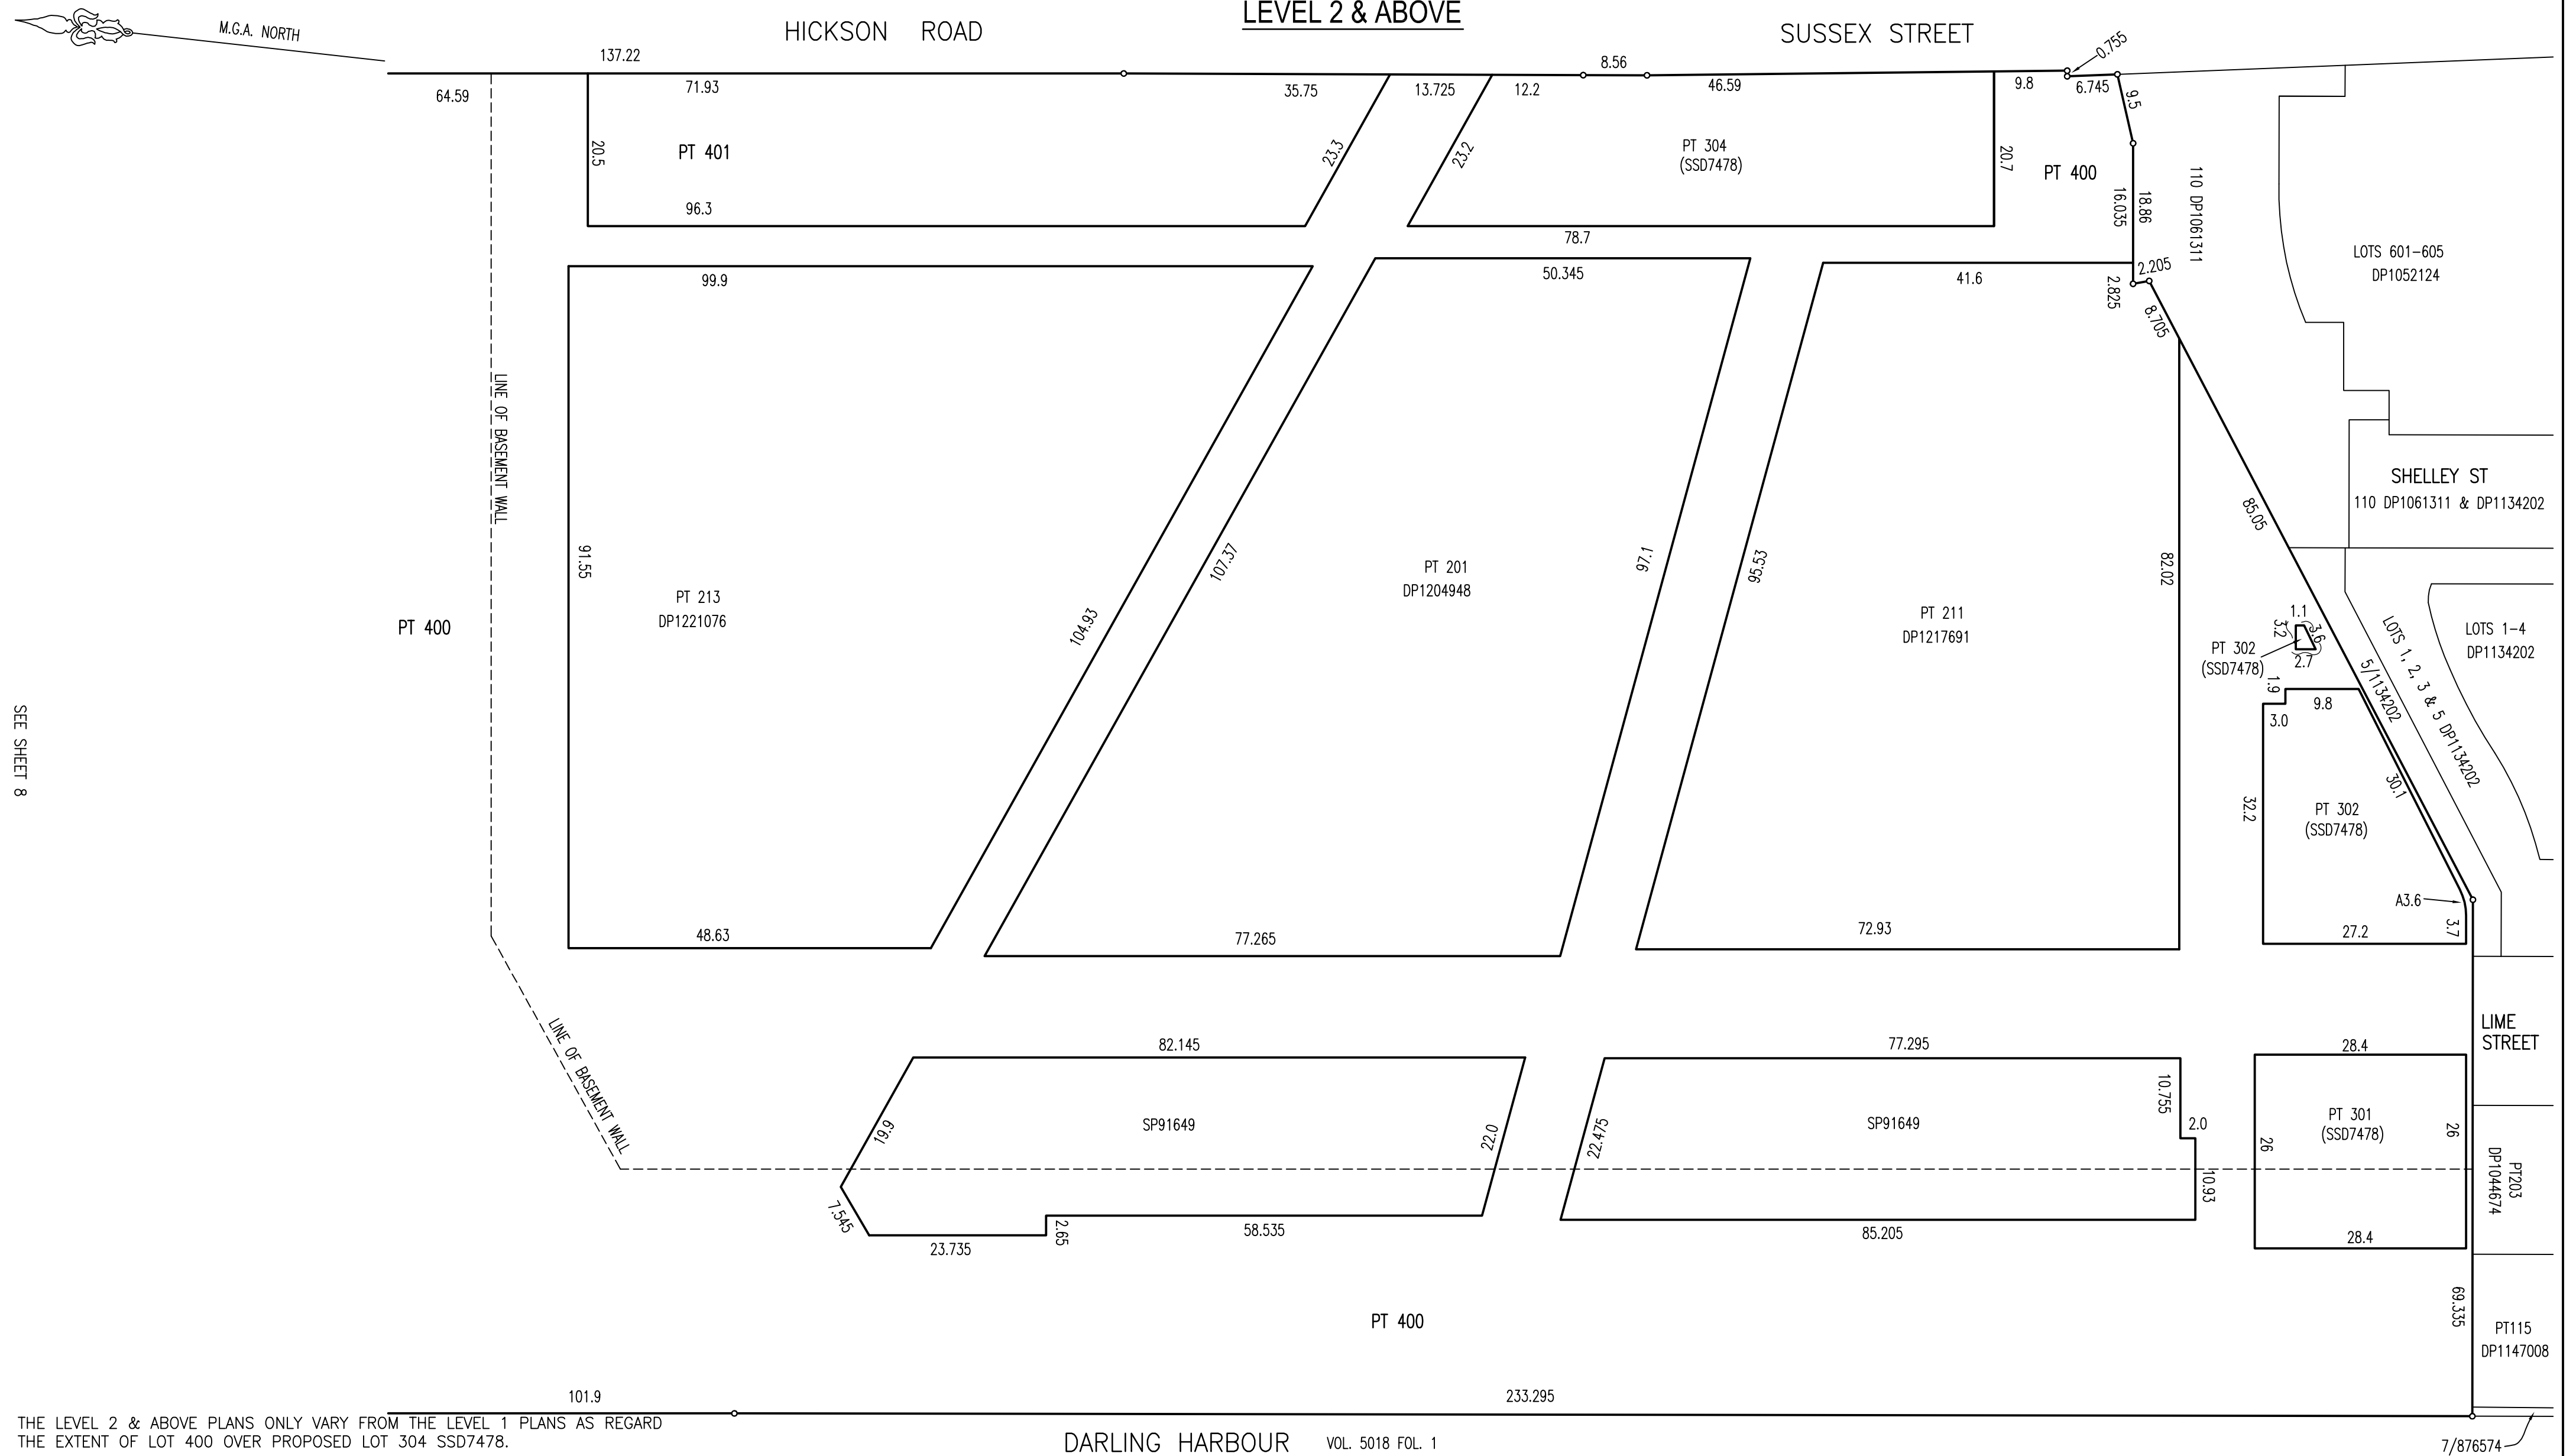 LEVEL 2 & ABOVE
M.G.A. NORTH
HICKSON ROAD
SUSSEX STREET
137.22
8.56
0.755
64.59
71.93
35.75
13.725
12.2
46.59
9.8
6.745
9.5
20.5
PT 401
23.3
23.2
PT 304
(SSD7478)
20.7
PT 400
16.035
18.86
110 DP1061311
96.3
78.7
2.205
2.825
8.705
LOTS 601-605
DP1052124
99.9
50.345
41.6
LINE OF BASEMENT WALL
SHELLEY ST
110 DP1061311 & DP1134202
85.05
91.55
107.37
97.1
95.53
82.02
PT 213
DP1221076
PT 201
DP1204948
PT 211
DP1217691
104.93
PT 400
1.1
3.2
3.6
2.7
PT 302
(SSD7478)
LOTS 1-4
DP1134202
5/1134202
LOTS 1, 2, 3 & 5 DP1134202
SEE SHEET 8
1.9
9.8
3.0
32.2
30.1
PT 302
(SSD7478)
A3.6
3.7
27.2
48.63
77.265
72.93
LIME
STREET
LINE OF BASEMENT WALL
82.145
77.295
28.4
19.9
SP91649
22.0
22.475
SP91649
10.755
2.0
10.93
PT 301
(SSD7478)
26
26
PT203
DP1044674
7.545
23.735
2.65
58.535
85.205
28.4
69.335
PT 400
PT115
DP1147008
101.9
233.295
THE LEVEL 2 & ABOVE PLANS ONLY VARY FROM THE LEVEL 1 PLANS AS REGARD
THE EXTENT OF LOT 400 OVER PROPOSED LOT 304 SSD7478.
DARLING HARBOUR VOL. 5018 FOL. 1
7/876574